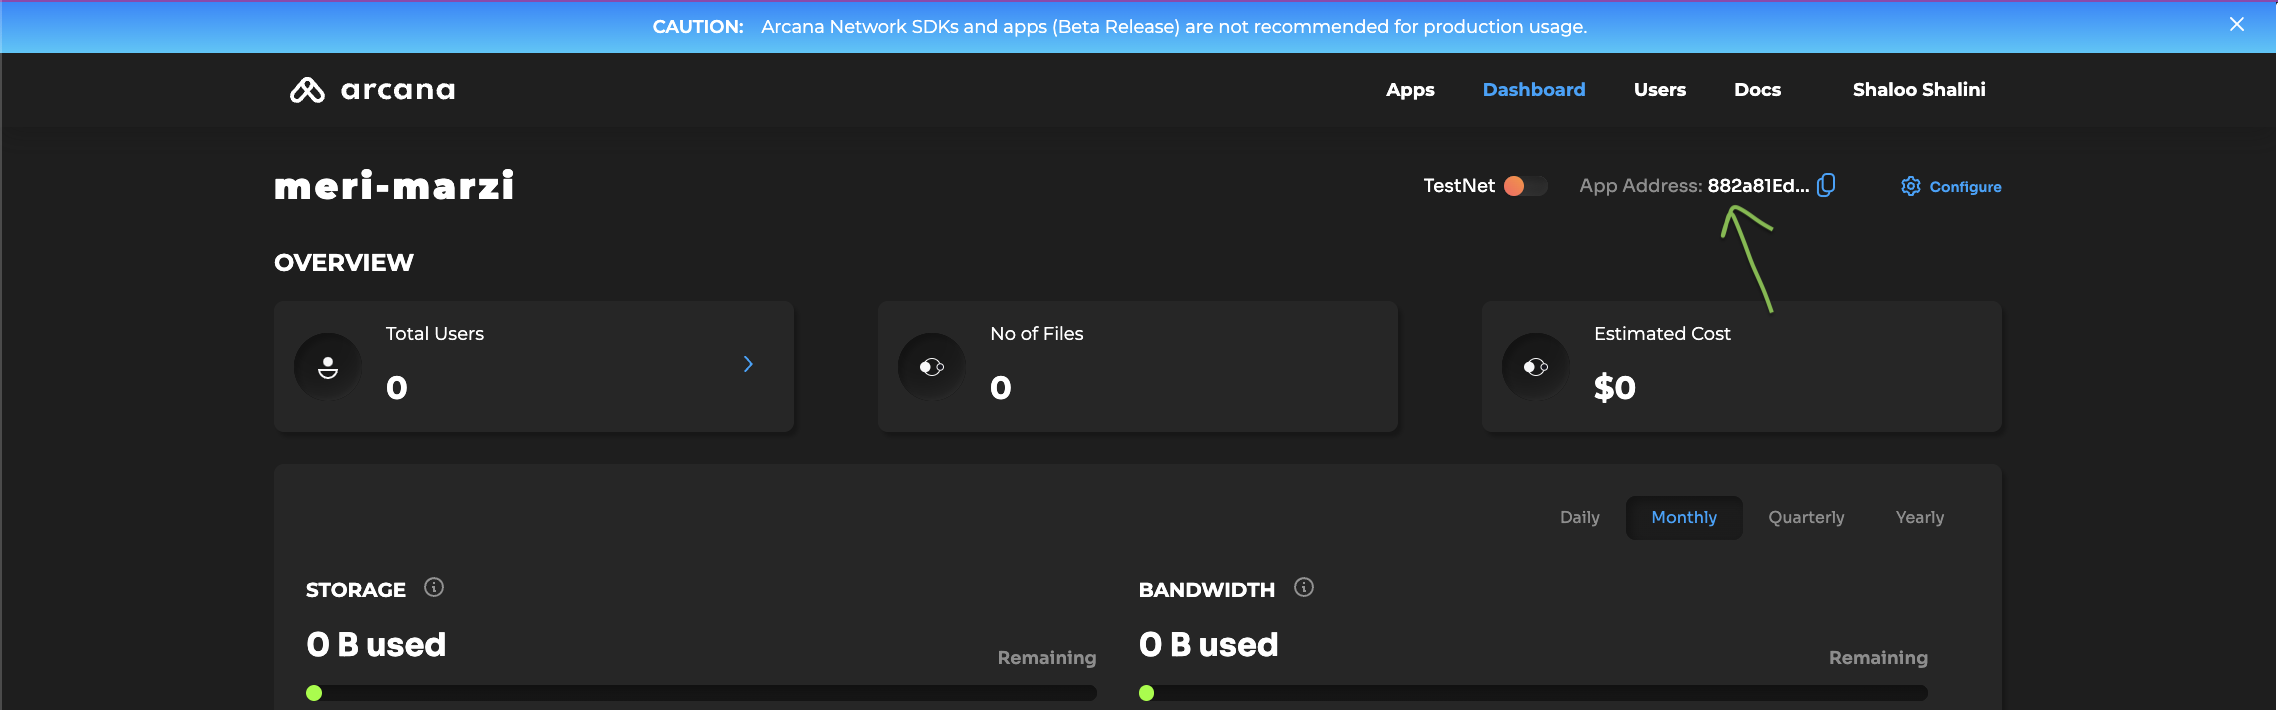 CAUTION: Arcana Network SDKs and apps (Beta Release) are not recommended for production usage.
arcana Apps Dashboard Users Docs Shaloo Shalini
meri-marzi TestNet App Address: 882a81Ed... Configure
OVERVIEW
Total Users No of Files Estimated Cost
0 0 $0
Daily Monthly Quarterly Yearly
STORAGE BANDWIDTH
0 B used Remaining 0 B used Remaining